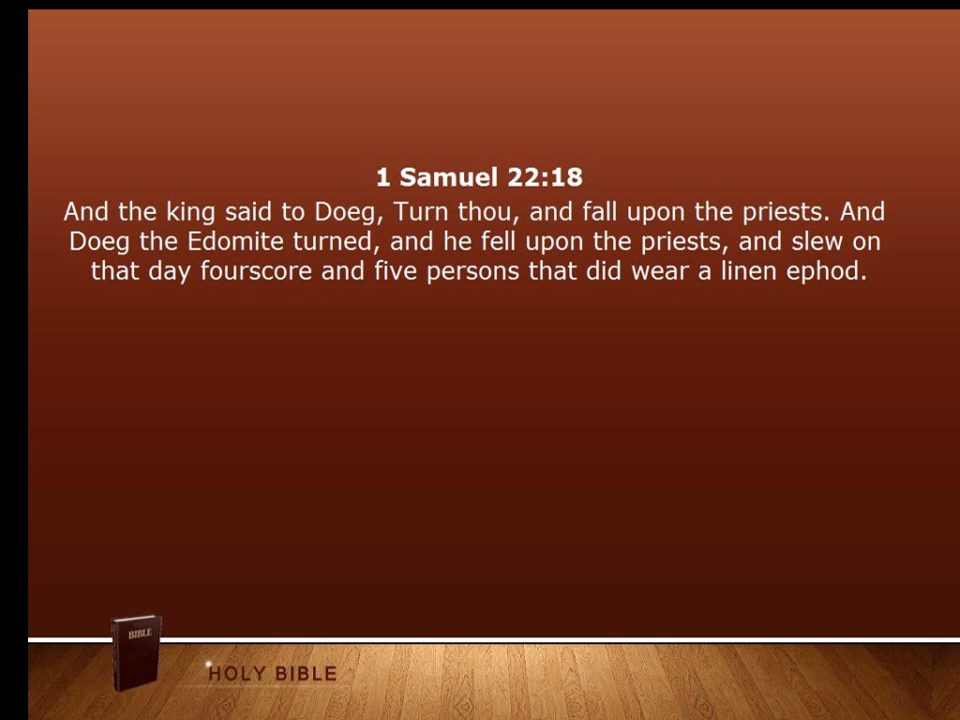 1 Samuel 22:18
And the king said to Doeg, Turn thou, and fall upon the priests. And
Doeg the Edomite turned, and he fell upon the priests, and slew on
that day fourscore and five persons that did wear a linen ephod.
BIBLE
HOLY BIBLE